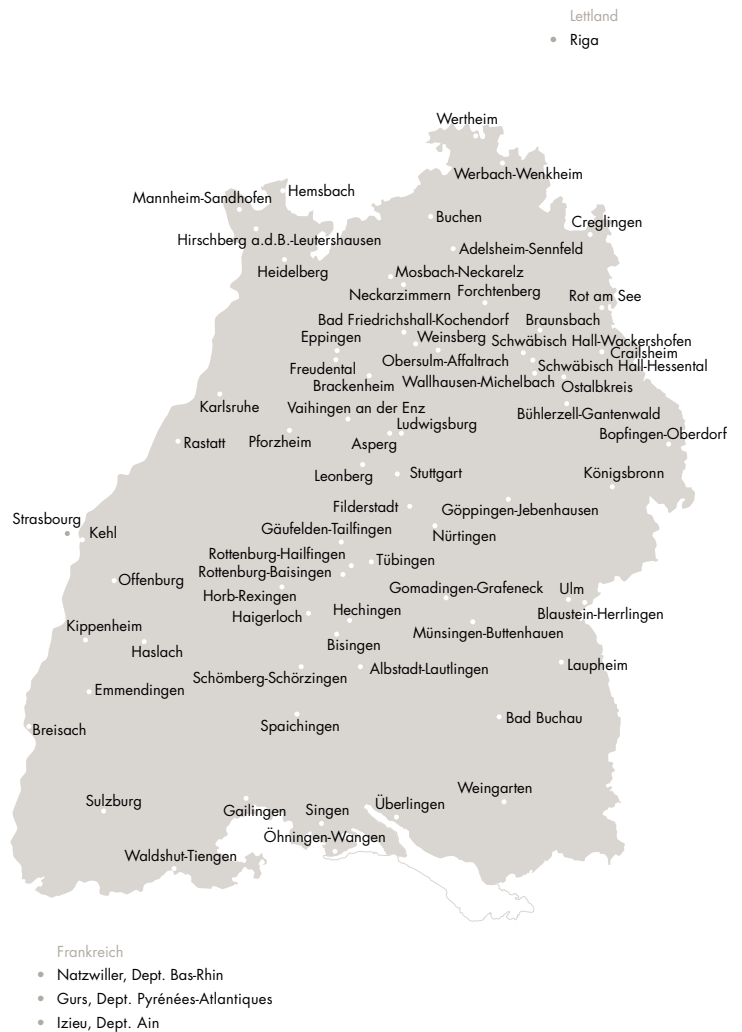 Lettland
Riga
Wertheim
Werbach-Wenkheim
Hemsbach
Mannheim-Sandhofen
Buchen
Creglingen
Hirschberg a.d.B.-Leutershausen
Adelsheim-Sennfeld
Heidelberg
Mosbach-Neckarelz
Neckarzimmern
Forchtenberg
Rot am See
Bad Friedrichshall-Kochendorf
Braunsbach
Eppingen
Weinsberg
Schwäbisch Hall-Wackershofen
Crailsheim
Obersulm-Affaltrach
Schwäbisch Hall-Hessental
Freudental
Brackenheim
Wallhausen-Michelbach
Ostalbkreis
Karlsruhe
Vaihingen an der Enz
Bühlerzell-Gantenwald
Ludwigsburg
Bopfingen-Oberdorf
Rastatt
Pforzheim
Asperg
Leonberg
Stuttgart
Königsbronn
Filderstadt
Göppingen-Jebenhausen
Strasbourg
Kehl
Gäufelden-Tailfingen
Nürtingen
Rottenburg-Hailfingen
Tübingen
Rottenburg-Baisingen
Offenburg
Gomadingen-Grafeneck
Ulm
Horb-Rexingen
Hechingen
Haigerloch
Blaustein-Herrlingen
Kippenheim
Münsingen-Buttenhauen
Haslach
Bisingen
Laupheim
Schömberg-Schörzingen
Albstadt-Lautlingen
Emmendingen
Bad Buchau
Breisach
Spaichingen
Weingarten
Sulzburg
Gailingen
Singen
Überlingen
Öhningen-Wangen
Waldshut-Tiengen
Frankreich
Natzwiller, Dept. Bas-Rhin
Gurs, Dept. Pyrénées-Atlantiques
Izieu, Dept. Ain